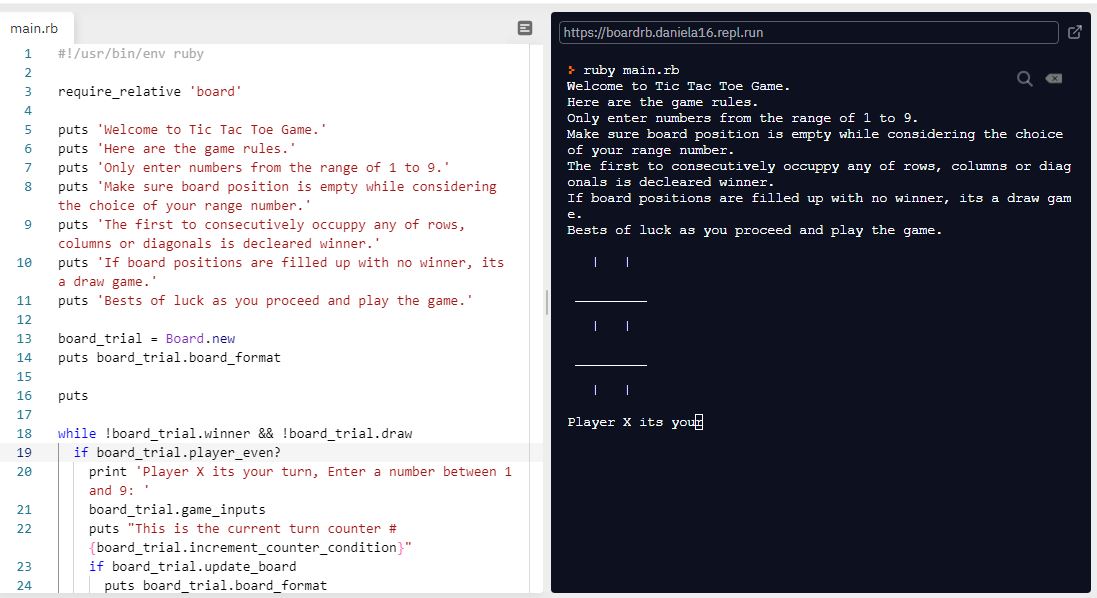 main.rb
1 #!/usr/bin/env ruby
2
3 require_relative 'board'
4
5 puts 'Welcome to Tic Tac Toe Game.'
6 puts 'Here are the game rules.'
7 puts 'Only enter numbers from the range of 1 to 9.'
8 puts 'Make sure board position is empty while considering
the choice of your range number.'
9 puts 'The first to consecutively occuppy any of rows,
columns or diagonals is decleared winner.'
10 puts 'If board positions are filled up with no winner, its
a draw game.'
11 puts 'Bests of luck as you proceed and play the game.'
12
13 board_trial = Board.new
14 puts board_trial.board_format
15
16 puts
17
18 while !board_trial.winner && !board_trial.draw
19 if board_trial.player_even?
20 print 'Player X its your turn, Enter a number between 1
and 9: '
21 board_trial.game_inputs
22 puts "This is the current turn counter #
{board_trial.increment_counter_condition}"
23 if board_trial.update_board
24 puts board_trial.board_format
https://boardrb.daniela16.repl.run
> ruby main.rb
Welcome to Tic Tac Toe Game.
Here are the game rules.
Only enter numbers from the range of 1 to 9.
Make sure board position is empty while considering the choice
of your range number.
The first to consecutively occuppy any of rows, columns or diag
onals is decleared winner.
If board positions are filled up with no winner, its a draw gam
e.
Bests of luck as you proceed and play the game.
| |
_________
| |
_________
| |
Player X its your